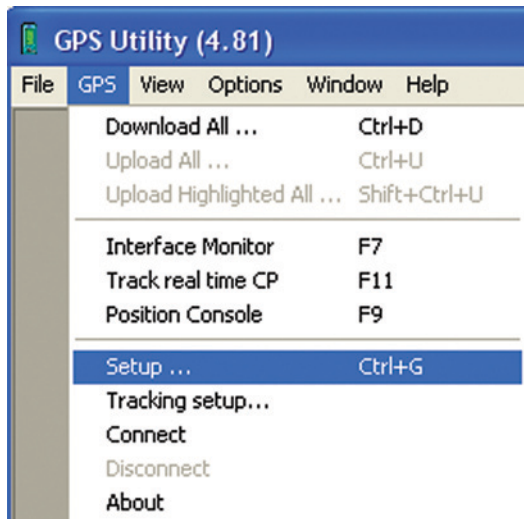 GPS Utility (4.81)
File GPS View Options Window Help
Download All ... Ctrl+D
Upload All ... Ctrl+U
Upload Highlighted All ... Shift+Ctrl+U
Interface Monitor F7
Track real time CP F11
Position Console F9
Setup ... Ctrl+G
Tracking setup...
Connect
Disconnect
About